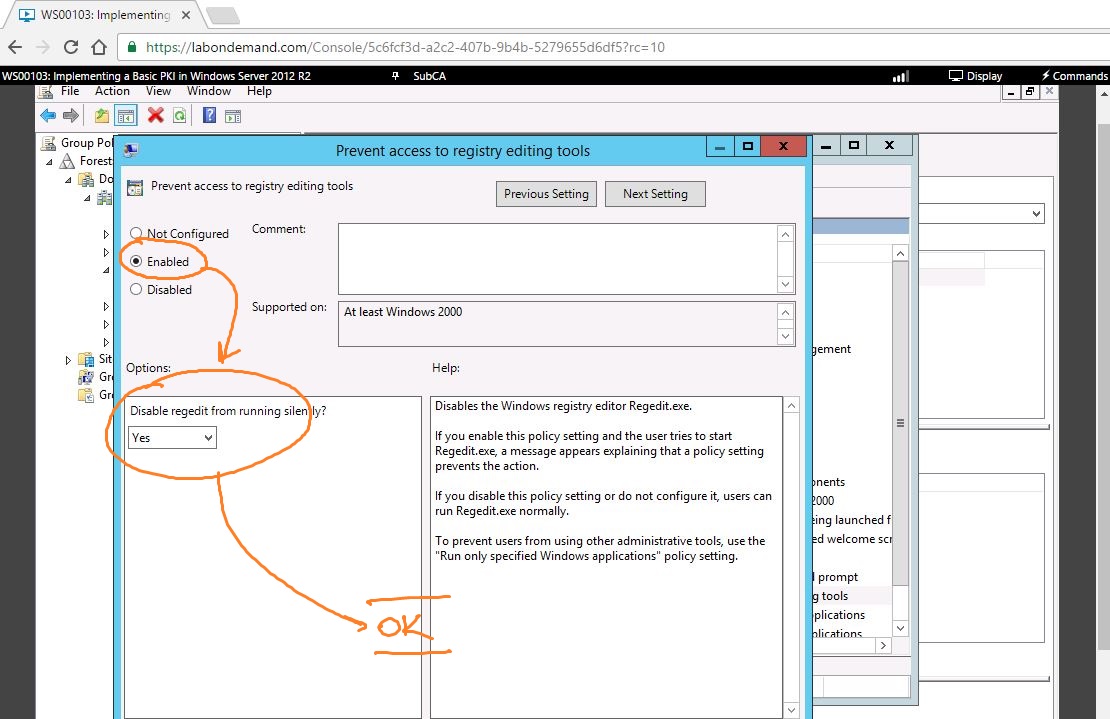 WS00103: Implementing
https://labondemand.com/Console/5c6fcf3d-a2c2-407b-9b4b-5279655d6df5?rc=10
WS00103: Implementing a Basic PKI in Windows Server 2012 R2 SubCA Display Commands
File Action View Window Help
Group Pol
Forest
Do
Sit
Gr
Gr
Prevent access to registry editing tools
Prevent access to registry editing tools
Previous Setting Next Setting
Not Configured
Enabled
Disabled
Comment:
Supported on:
At least Windows 2000
Options:
Help:
Disable regedit from running silently?
Yes
OK
Disables the Windows registry editor Regedit.exe.
If you enable this policy setting and the user tries to start
Regedit.exe, a message appears explaining that a policy setting
prevents the action.
If you disable this policy setting or do not configure it, users can
run Regedit.exe normally.
To prevent users from using other administrative tools, use the
"Run only specified Windows applications" policy setting.
gement
onents
2000
eing launched f
ed welcome scr
d prompt
g tools
pplications
plications